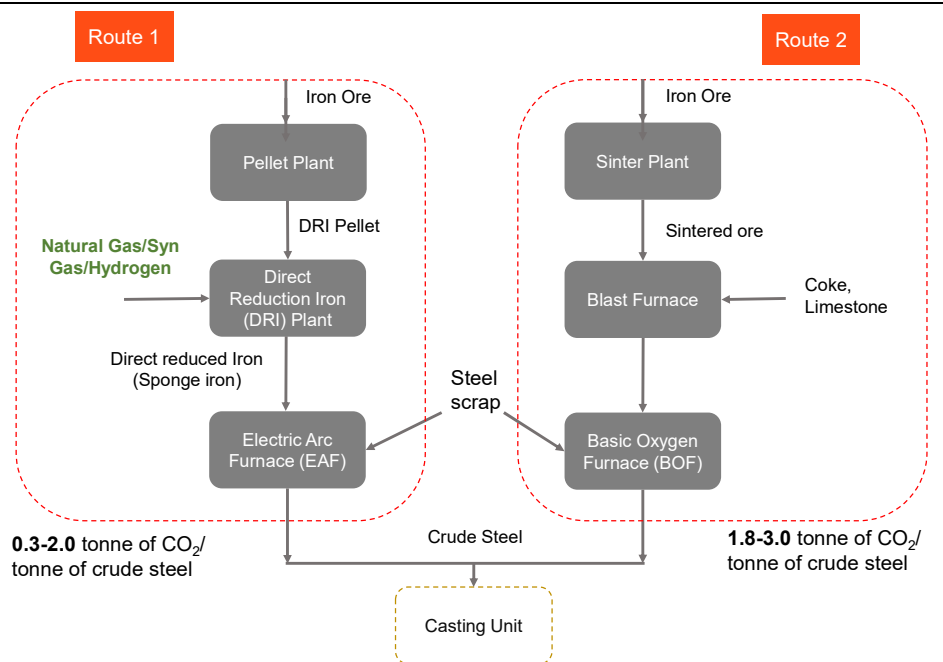 Route 1
Route 2
Iron Ore
Iron Ore
Pellet Plant
Sinter Plant
DRI Pellet
Sintered ore
Natural Gas/Syn
Gas/Hydrogen
Direct
Reduction Iron
(DRI) Plant
Blast Furnace
Coke,
Limestone
Direct reduced Iron
(Sponge iron)
Steel
scrap
Electric Arc
Furnace (EAF)
Basic Oxygen
Furnace (BOF)
0.3-2.0 tonne of CO₂/
tonne of crude steel
Crude Steel
1.8-3.0 tonne of CO₂/
tonne of crude steel
Casting Unit